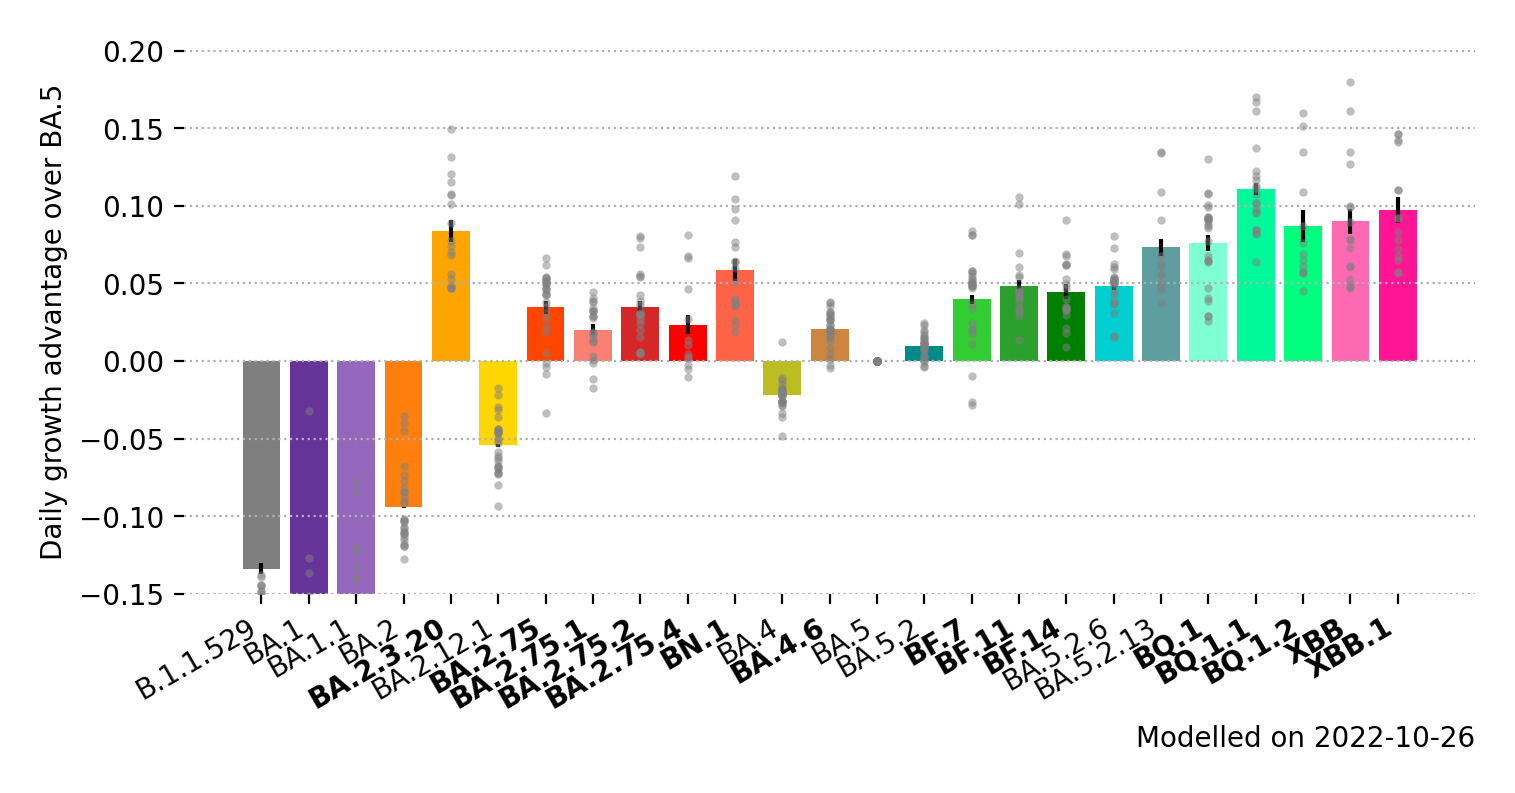 Daily growth advantage over BA.5
0.20
0.15
0.10
0.05
0.00
−0.05
−0.10
−0.15
B.1.1.529
BA.1
BA.1.1
BA.2
BA.2.3.20
BA.2.12.1
BA.2.75
BA.2.75.1
BA.2.75.2
BA.2.75.4
BN.1
BA.4
BA.4.6
BA.5
BA.5.2
BF.7
BF.11
BF.14
BA.5.2.6
BA.5.2.13
BQ.1
BQ.1.1
BQ.1.2
XBB
XBB.1
Modelled on 2022-10-26